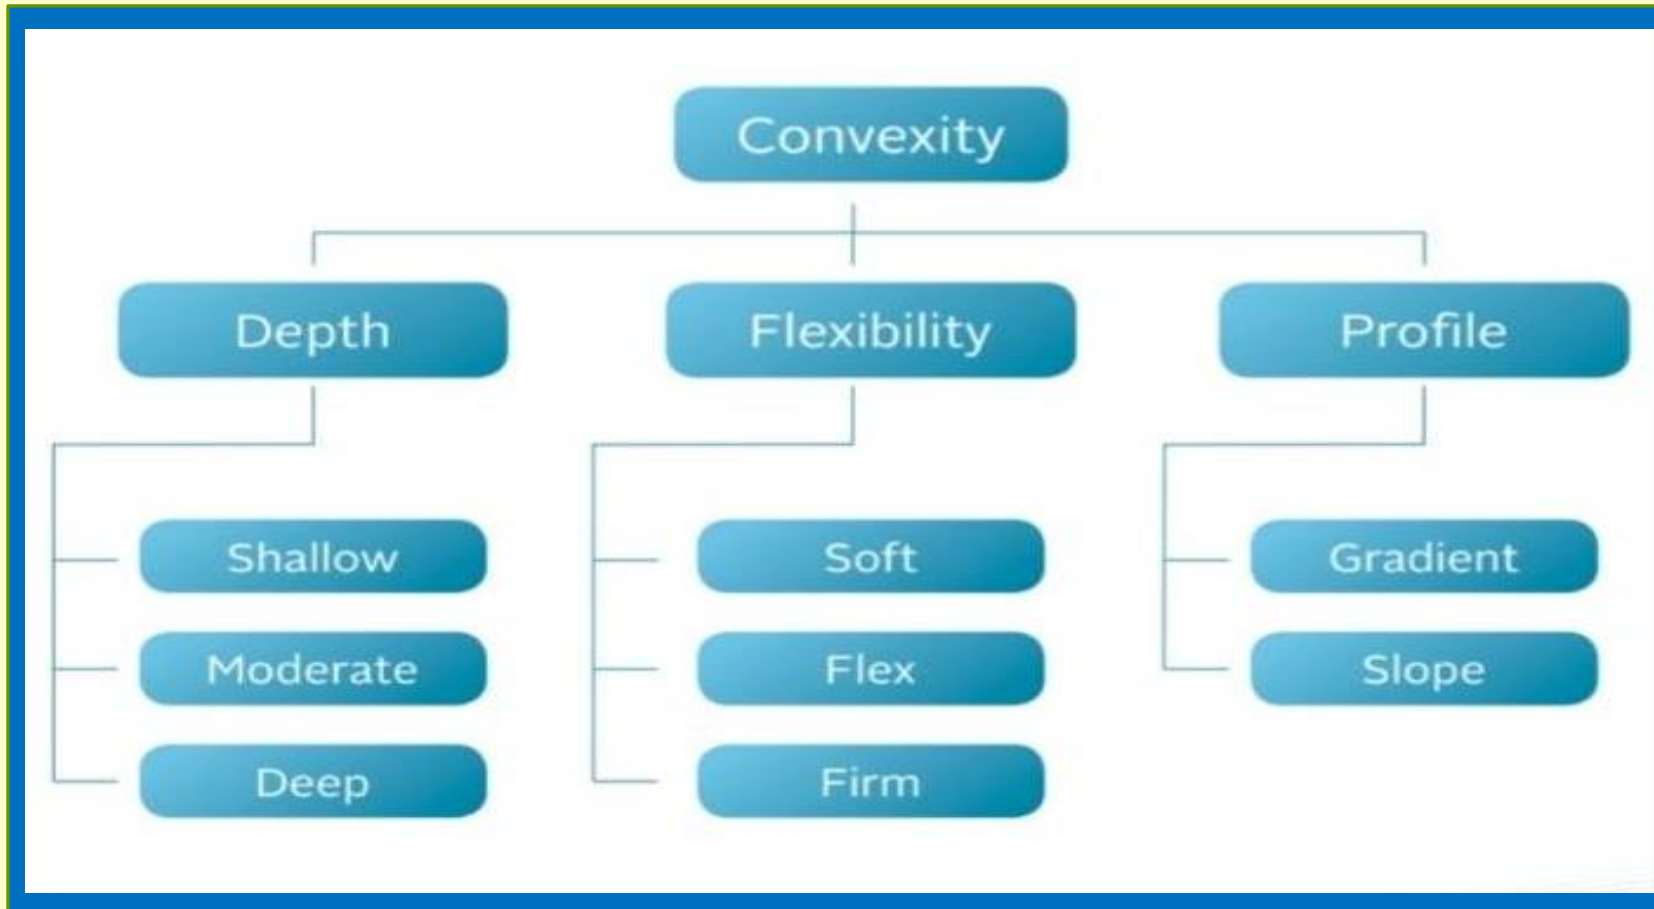 Convexity
Depth
Flexibility
Profile
Shallow
Moderate
Deep
Soft
Flex
Firm
Gradient
Slope